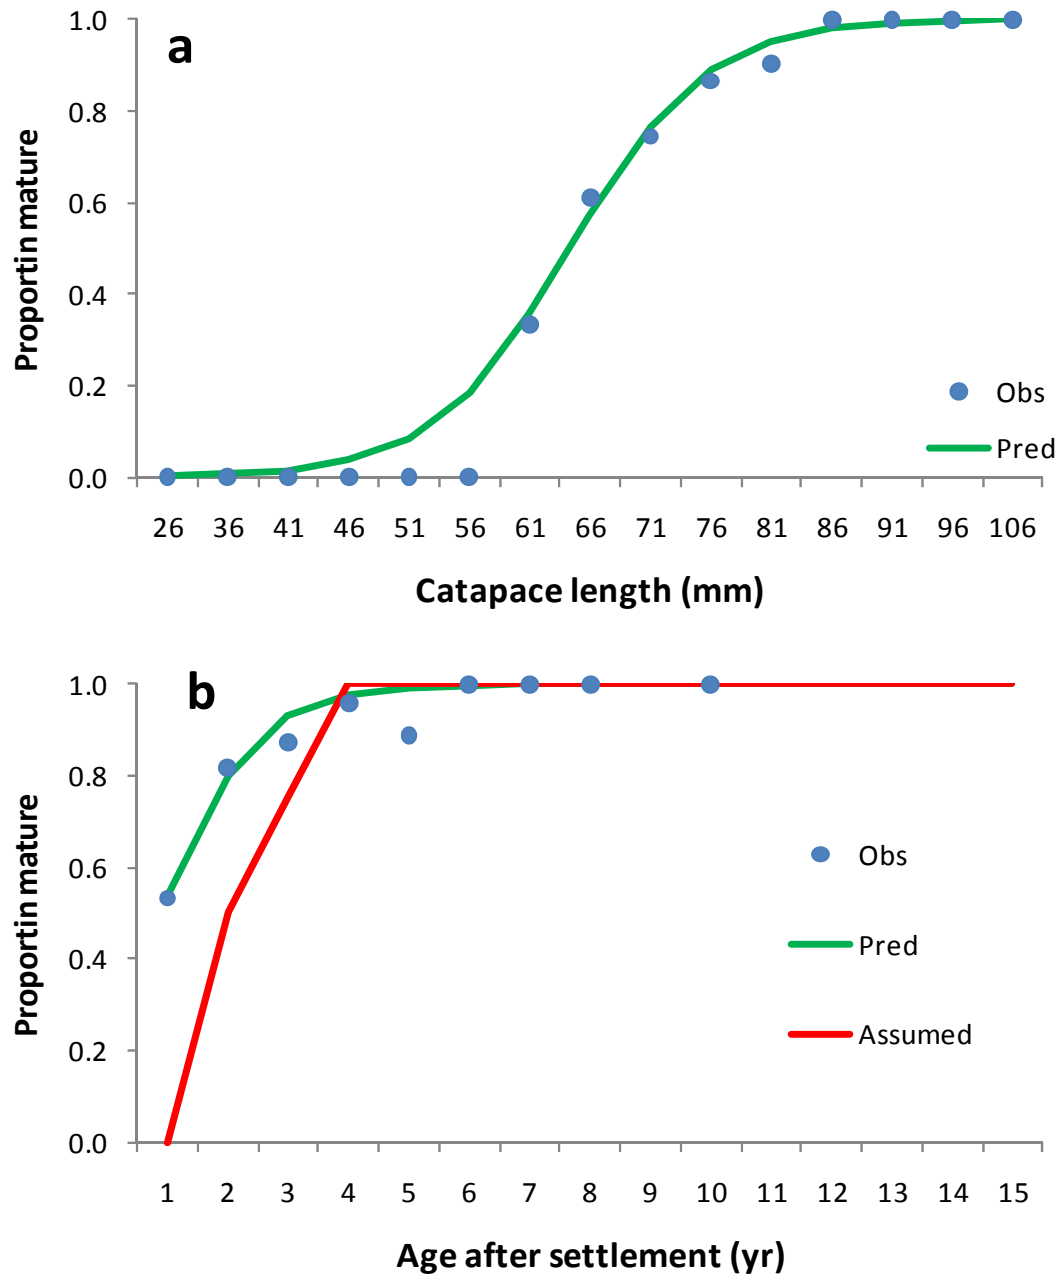 a
1.0
0.8
0.6
0.4
0.2
0.0
Proportin mature
Obs
Pred
26 36 41 46 51 56 61 66 71 76 81 86 91 96 106
Catapace length (mm)
b
1.0
0.8
0.6
0.4
0.2
0.0
Proportin mature
Obs
Pred
Assumed
1 2 3 4 5 6 7 8 9 10 11 12 13 14 15
Age after settlement (yr)